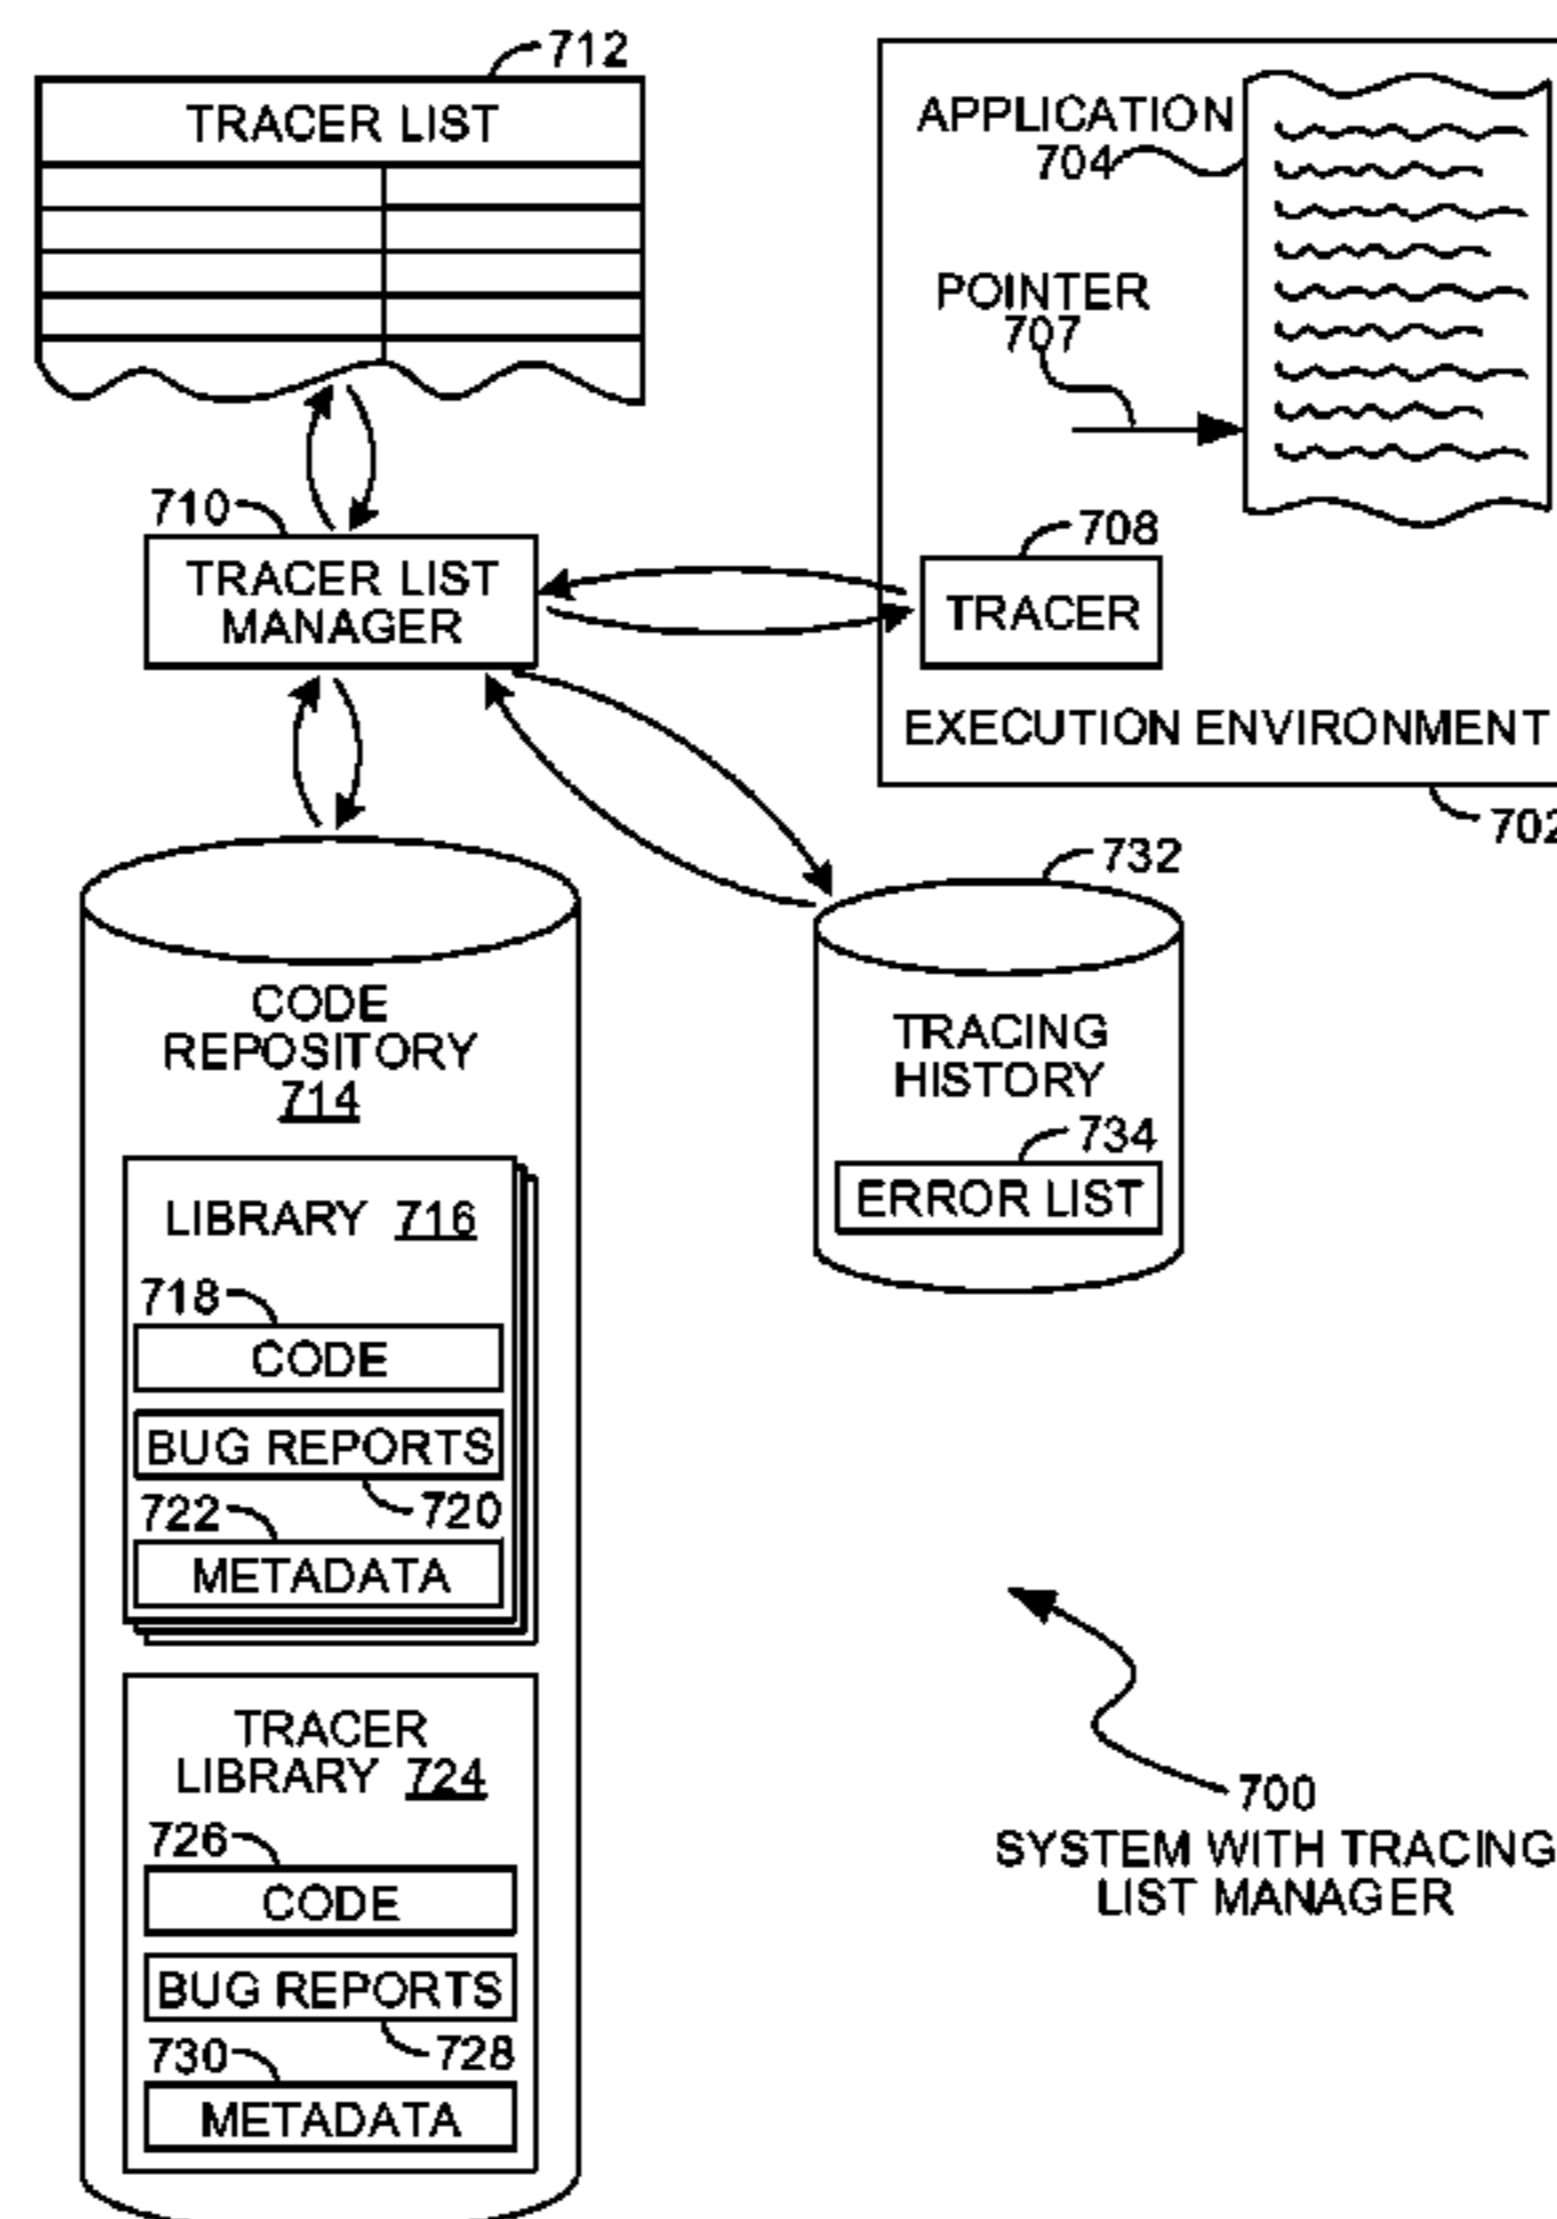 712
TRACER LIST
APPLICATION
704
POINTER
707
710
TRACER LIST
MANAGER
708
TRACER
EXECUTION ENVIRONMENT
702
732
CODE
REPOSITORY
714
TRACING
HISTORY
734
ERROR LIST
LIBRARY 716
718
CODE
BUG REPORTS
720
722
METADATA
TRACER
LIBRARY 724
726
CODE
BUG REPORTS
728
730
METADATA
700
SYSTEM WITH TRACING
LIST MANAGER